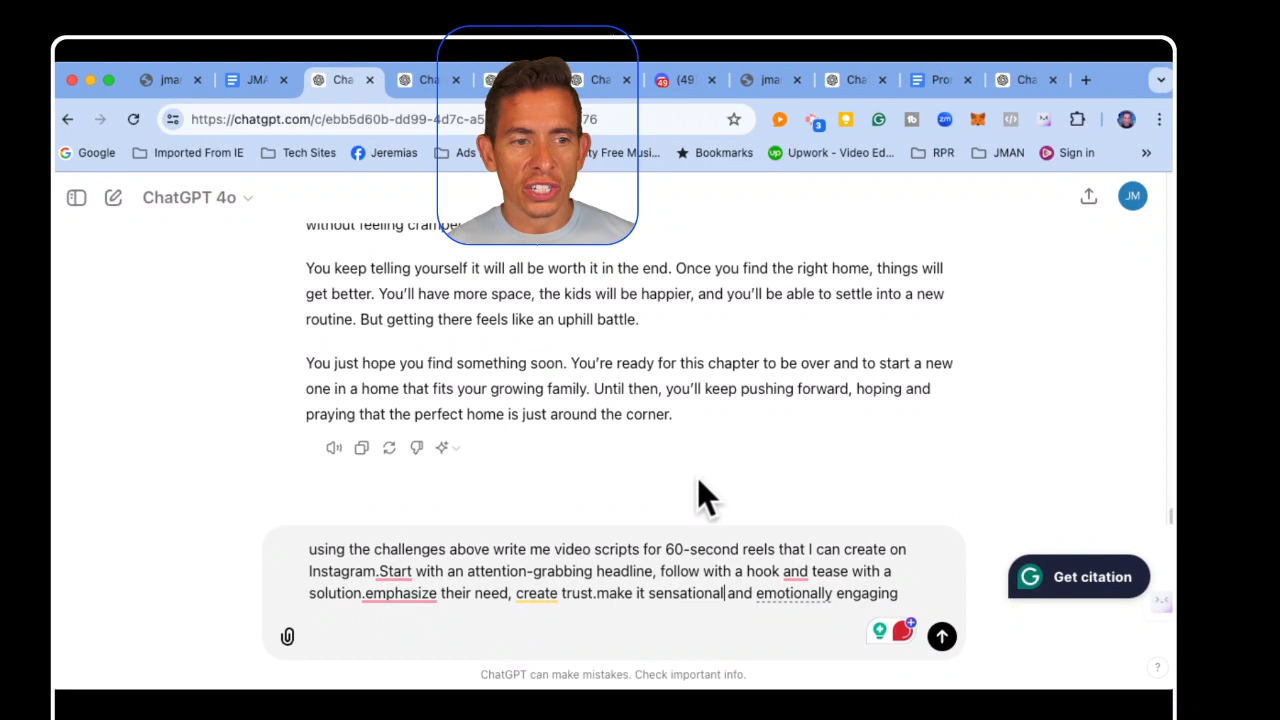 jma
JMA
Cha
Cha
Cha
(49
jma
Cha
Pro
Cha
https://chatgpt.com/c/ebb5d60b-dd99-4d7c-a5
76
3
Google
Imported From IE
Tech Sites
Jeremias
Ads
ty Free Musi...
Bookmarks
Upwork - Video Ed...
RPR
JMAN
Sign in
ChatGPT 4o
JM
without feeling crampe
You keep telling yourself it will all be worth it in the end. Once you find the right home, things will
get better. You'll have more space, the kids will be happier, and you'll be able to settle into a new
routine. But getting there feels like an uphill battle.
You just hope you find something soon. You're ready for this chapter to be over and to start a new
one in a home that fits your growing family. Until then, you'll keep pushing forward, hoping and
praying that the perfect home is just around the corner.
using the challenges above write me video scripts for 60-second reels that I can create on
Instagram.Start with an attention-grabbing headline, follow with a hook and tease with a
solution.emphasize their need, create trust.make it sensational and emotionally engaging
Get citation
ChatGPT can make mistakes. Check important info.
?